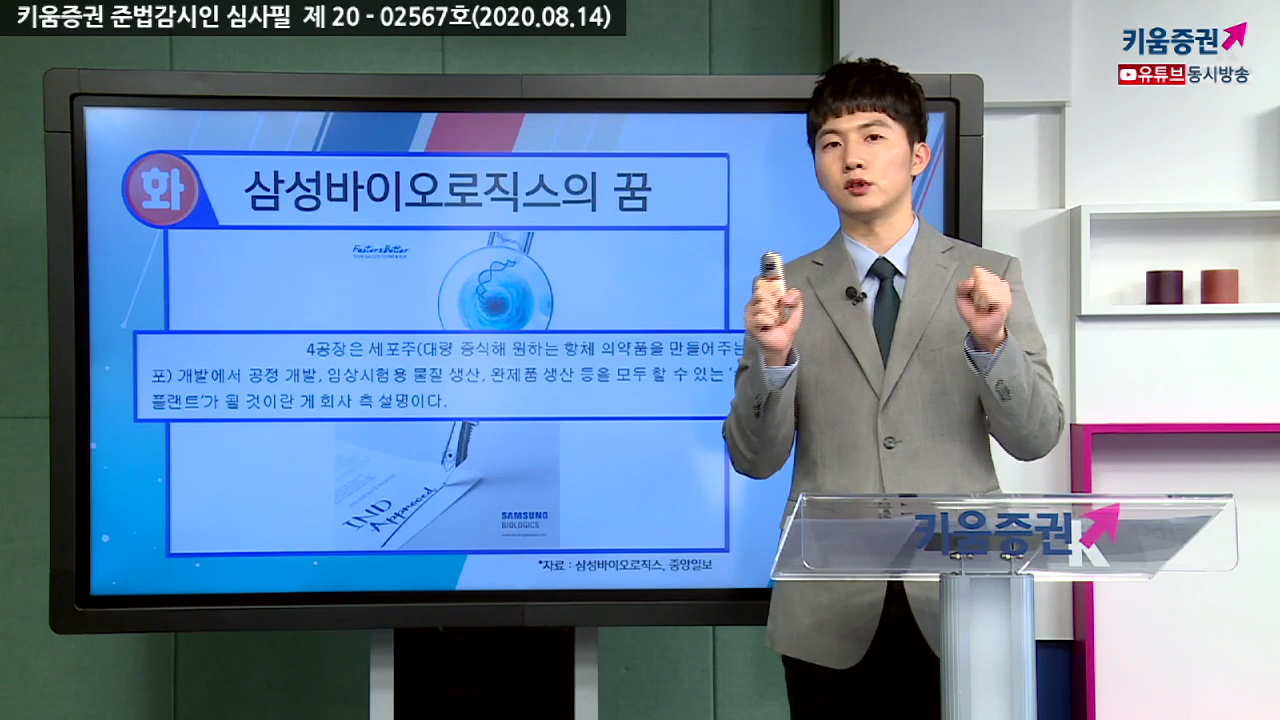 키움증권 준법감시인 심사필 제 20 - 02567호(2020.08.14)
키움증권
유튜브동시방송
화
삼성바이오로직스의 꿈
Faster&Better
4공장은 세포주(대량 증식해 원하는 항체 의약품을 만들어주는
포) 개발에서 공정 개발, 임상시험용 물질 생산, 완제품 생산 등을 모두 할 수 있는
플랜트'가 될 것이란 게 회사 측 설명이다.
IND
Approved
SAMSUNG
BIOLOGICS
*자료 : 삼성바이오로직스, 중앙일보
키움증권
K